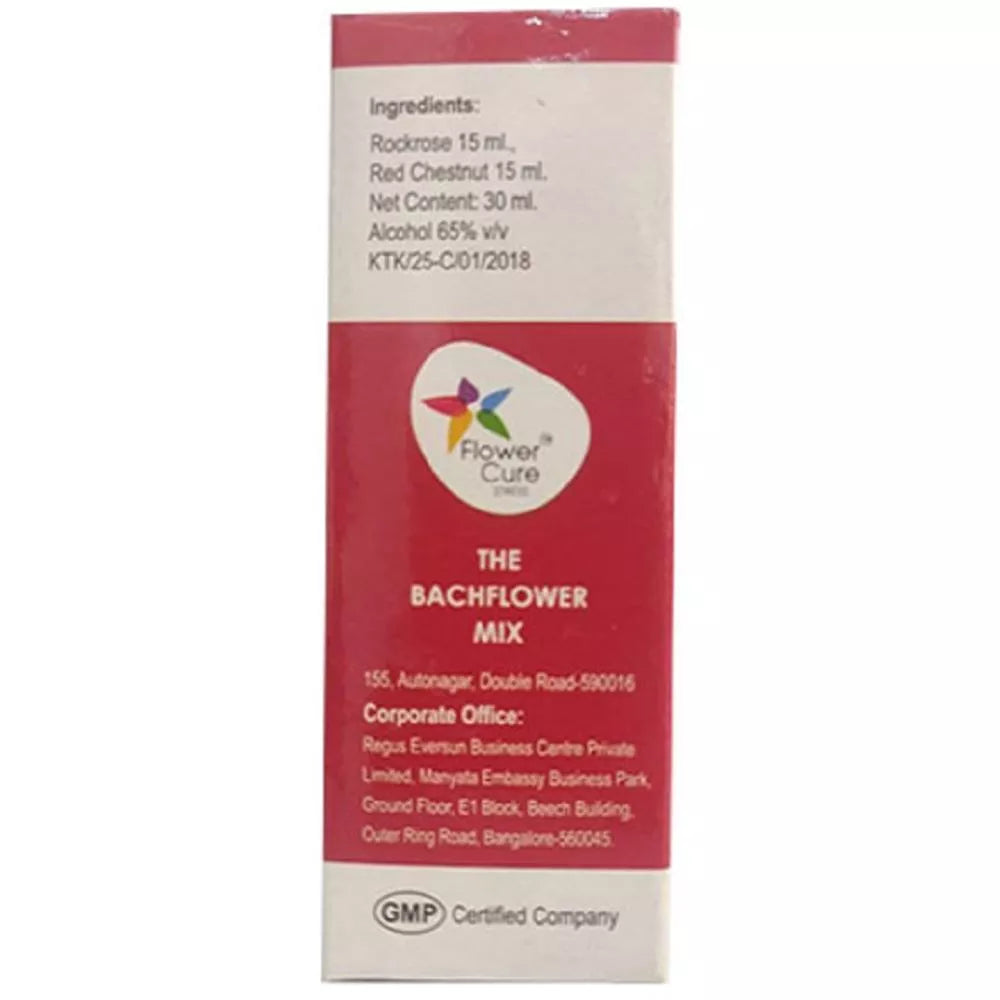 Ingredients:
Rockrose 15 ml.,
Red Chestnut 15 ml.
Net Content: 30 ml.
Alcohol 65% v/v
KTK/25-C/01/2018
Flower™
Cure
THE
BACHFLOWER
MIX
155, Autonagar, Double Road-590016
Corporate Office:
Regus Eversun Business Centre Private
Limited, Manyata Embassy Business Park,
Ground Floor, E1 Block, Beech Building,
Outer Ring Road, Bangalore-560045.
GMP Certified Company